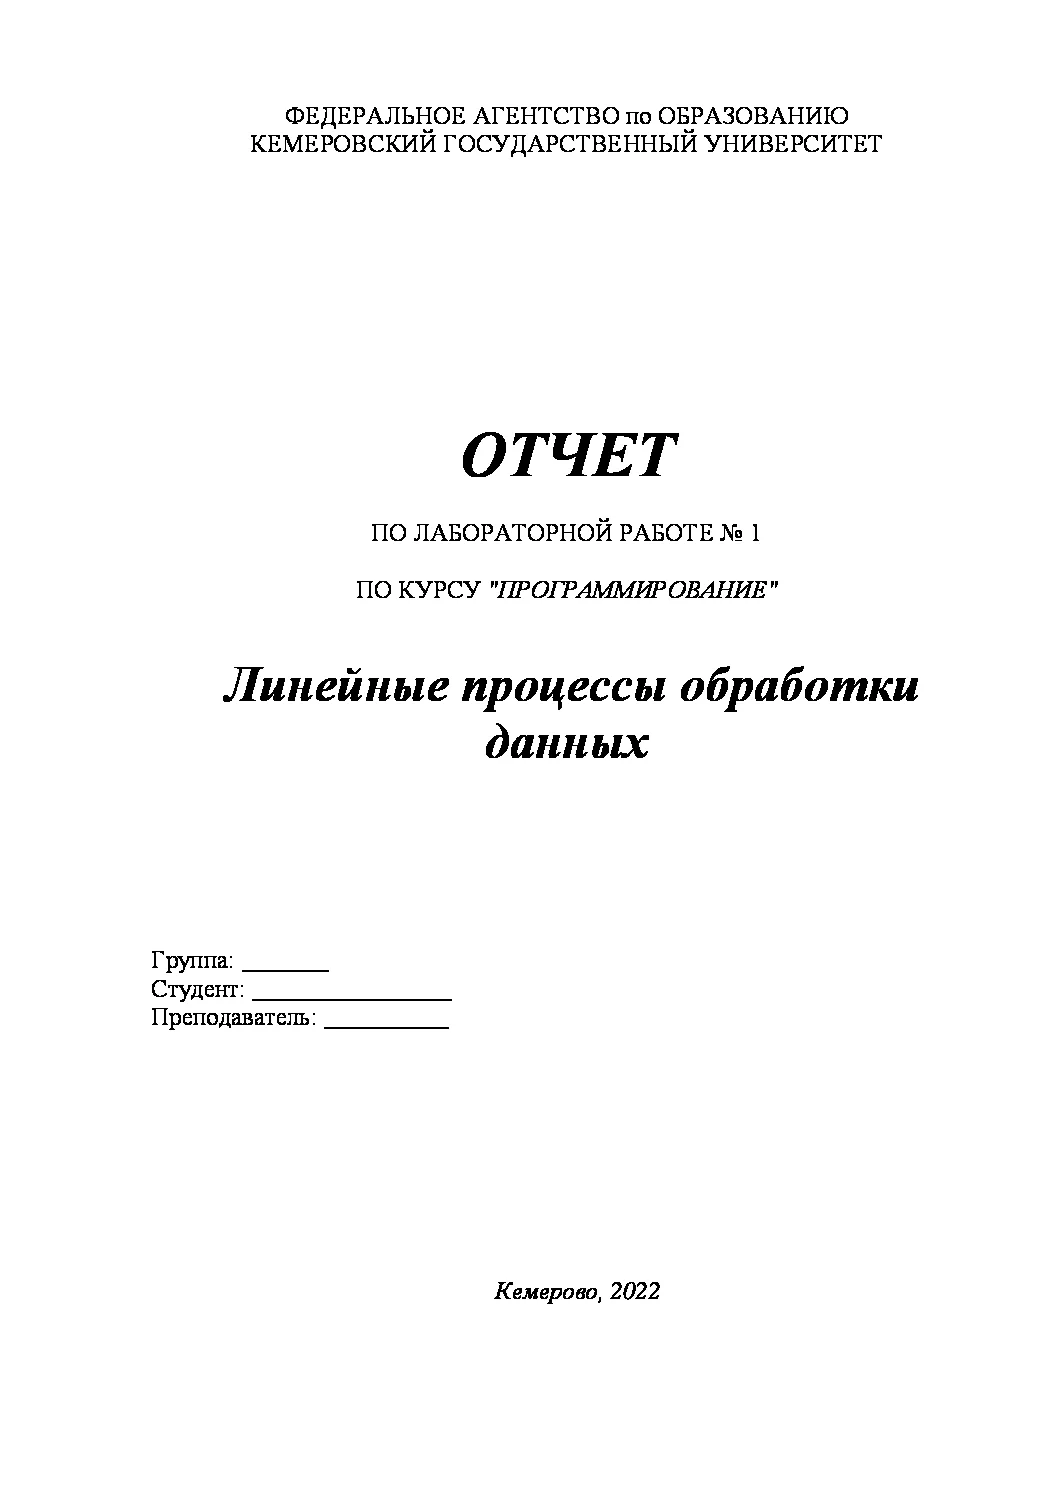 ФЕДЕРАЛЬНОЕ АГЕНТСТВО по ОБРАЗОВАНИЮ
КЕМЕРОВСКИЙ ГОСУДАРСТВЕННЫЙ УНИВЕРСИТЕТ
ОТЧЕТ
ПО ЛАБОРАТОРНОЙ РАБОТЕ № 1
ПО КУРСУ "ПРОГРАММИРОВАНИЕ"
Линейные процессы обработки
данных
Группа: _______
Студент: ________________
Преподаватель: __________
Кемерово, 2022